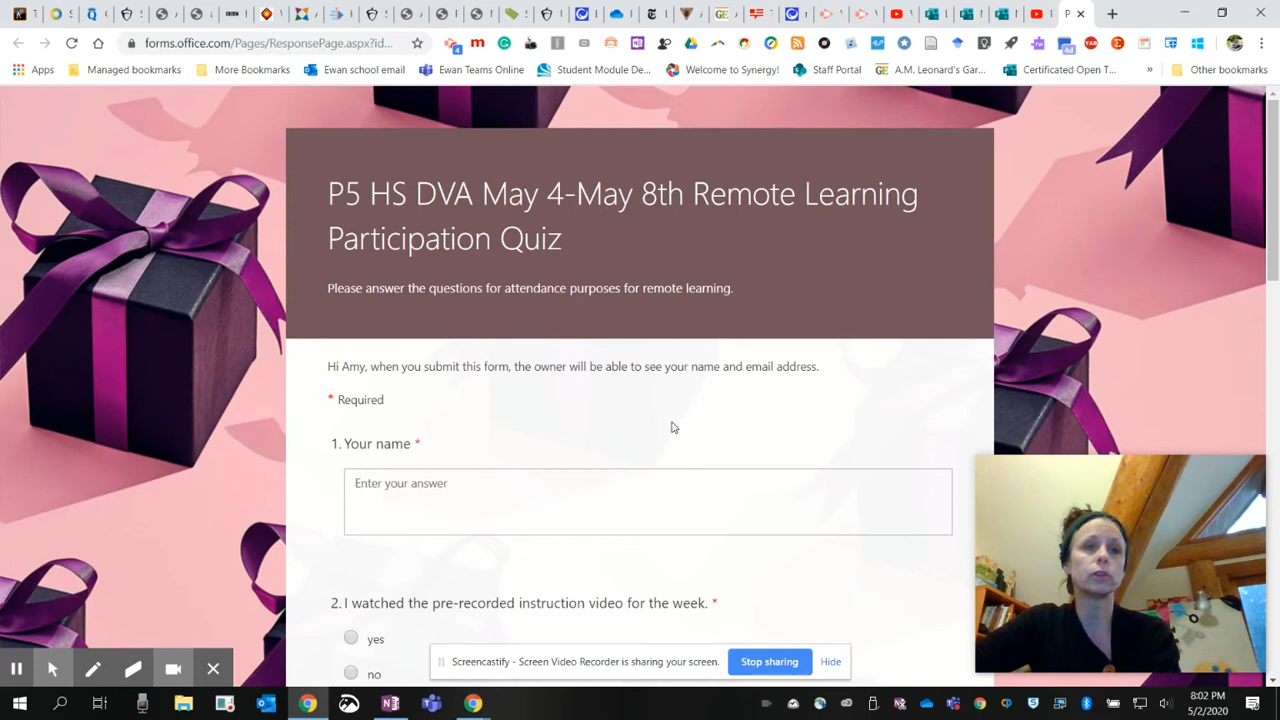 forms.office.com/Pages/ResponsePage.aspx?id...
Apps
Managed bookmarks
More Bookmarks
Ewan school email
Ewan Teams Online
Student Module De...
Welcome to Synergy!
Staff Portal
A.M. Leonard's Gar...
Certificated Open T...
»
Other bookmarks
P5 HS DVA May 4-May 8th Remote Learning
Participation Quiz
Please answer the questions for attendance purposes for remote learning.
Hi Amy, when you submit this form, the owner will be able to see your name and email address.
* Required
1. Your name *
Enter your answer
2. I watched the pre-recorded instruction video for the week. *
yes
no
Screencastify - Screen Video Recorder is sharing your screen.
Stop sharing
Hide
8:02 PM
5/2/2020